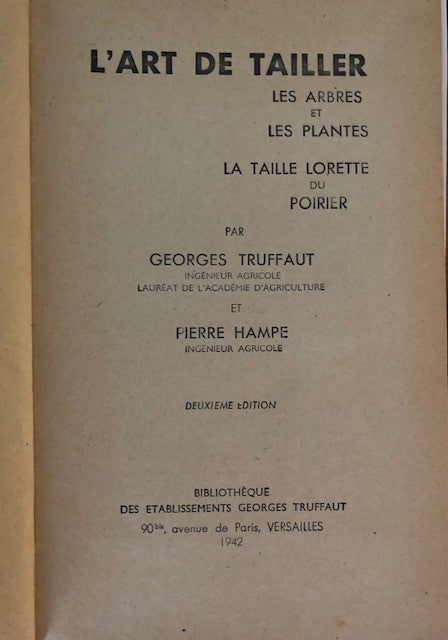 L'ART DE TAILLER
LES ARBRES
ET
LES PLANTES
LA TAILLE LORETTE
DU
POIRIER
PAR
GEORGES TRUFFAUT
INGÉNIEUR AGRICOLE
LAURÉAT DE L'ACADÉMIE D'AGRICULTURE
ET
PIERRE HAMPE
INGÉNIEUR AGRICOLE
DEUXIÈME EDITION
BIBLIOTHÈQUE
DES ETABLISSEMENTS GEORGES TRUFFAUT
90bis, avenue de Paris, VERSAILLES
1942